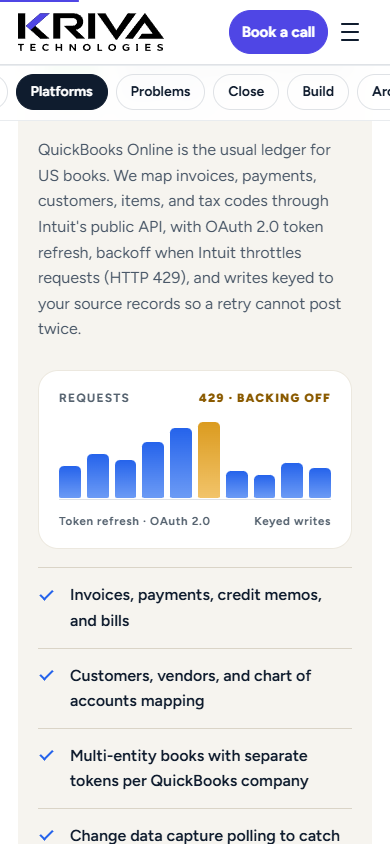 KRIVA
TECHNOLOGIES
Book a call
Platforms
Problems
Close
Build
QuickBooks Online is the usual ledger for
US books. We map invoices, payments,
customers, items, and tax codes through
Intuit's public API, with OAuth 2.0 token
refresh, backoff when Intuit throttles
requests (HTTP 429), and writes keyed to
your source records so a retry cannot post
twice.
REQUESTS
429 · BACKING OFF
Token refresh · OAuth 2.0
Keyed writes
Invoices, payments, credit memos,
and bills
Customers, vendors, and chart of
accounts mapping
Multi-entity books with separate
tokens per QuickBooks company
Change data capture polling to catch